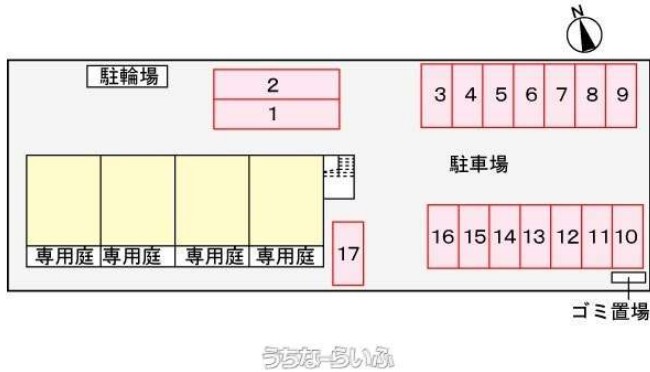 N
駐輪場
2
1
3 4 5 6 7 8 9
駐車場
専用庭 専用庭 専用庭 専用庭
17
16 15 14 13 12 11 10
ゴミ置場
うちなーらいふ